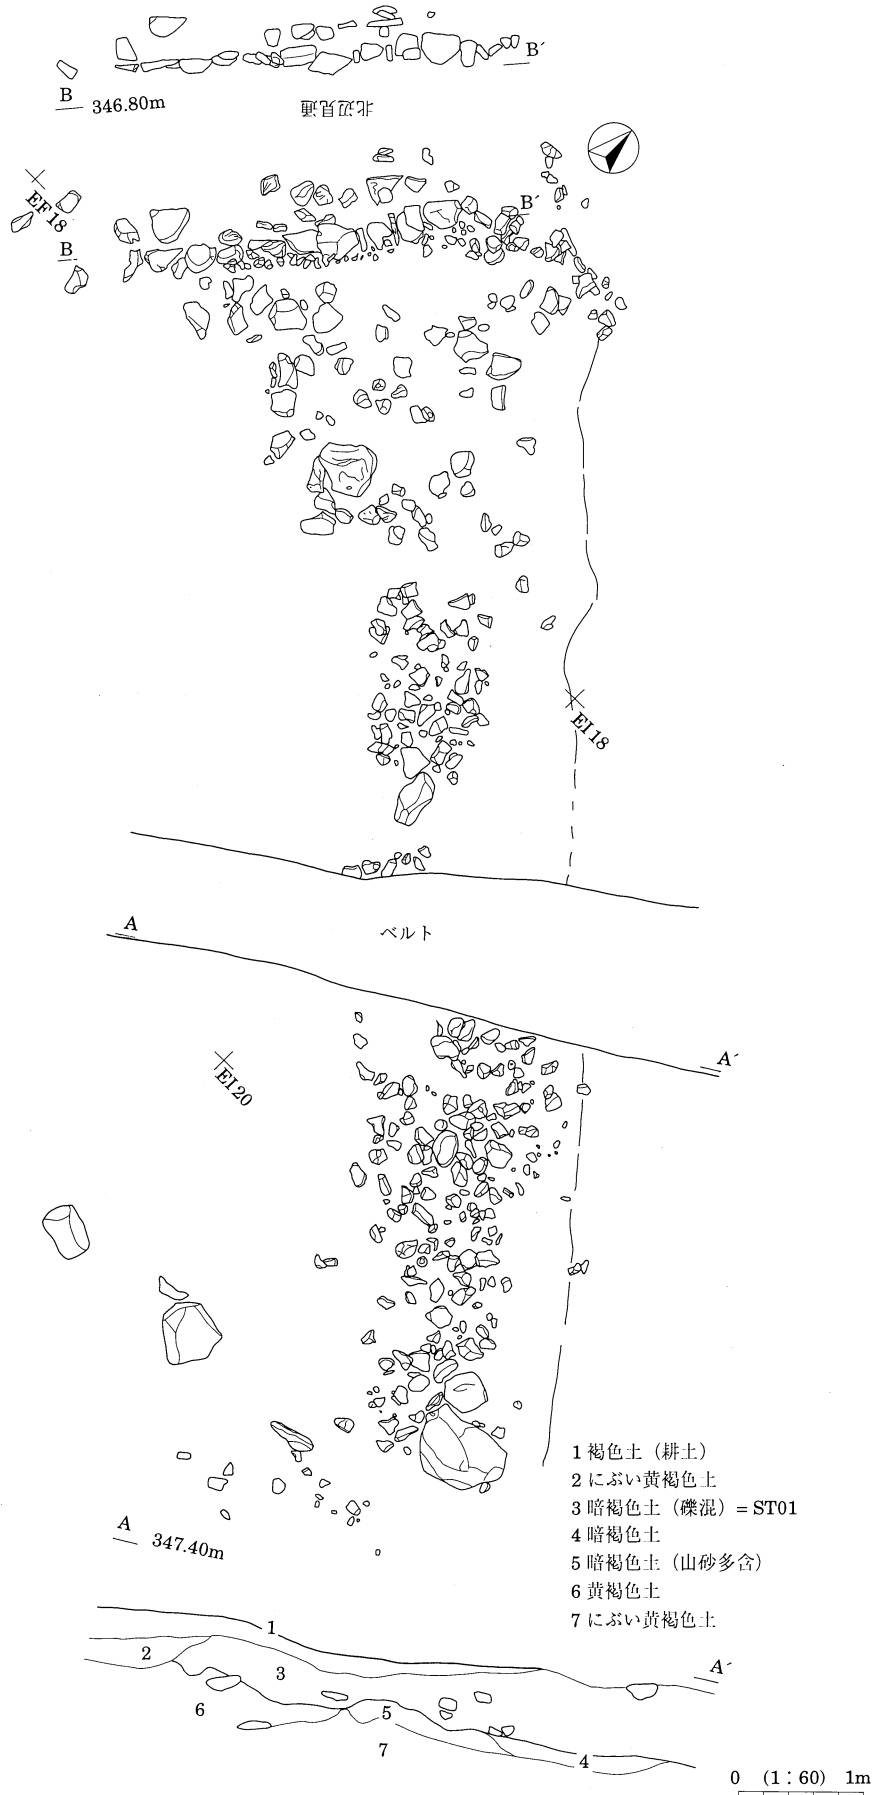 B´
B
346.80m
北辺見通
EF18
B´
B
EI18
A
ベルト
A´
EI20
1 褐色土（耕土）
2 にぶい黄褐色土
3 暗褐色土（礫混）= ST01
4 暗褐色土
5 暗褐色土（山砂多含）
6 黄褐色土
7 にぶい黄褐色土
A
347.40m
1
2
3
A´
6
5
7
4
0 (1：60) 1m